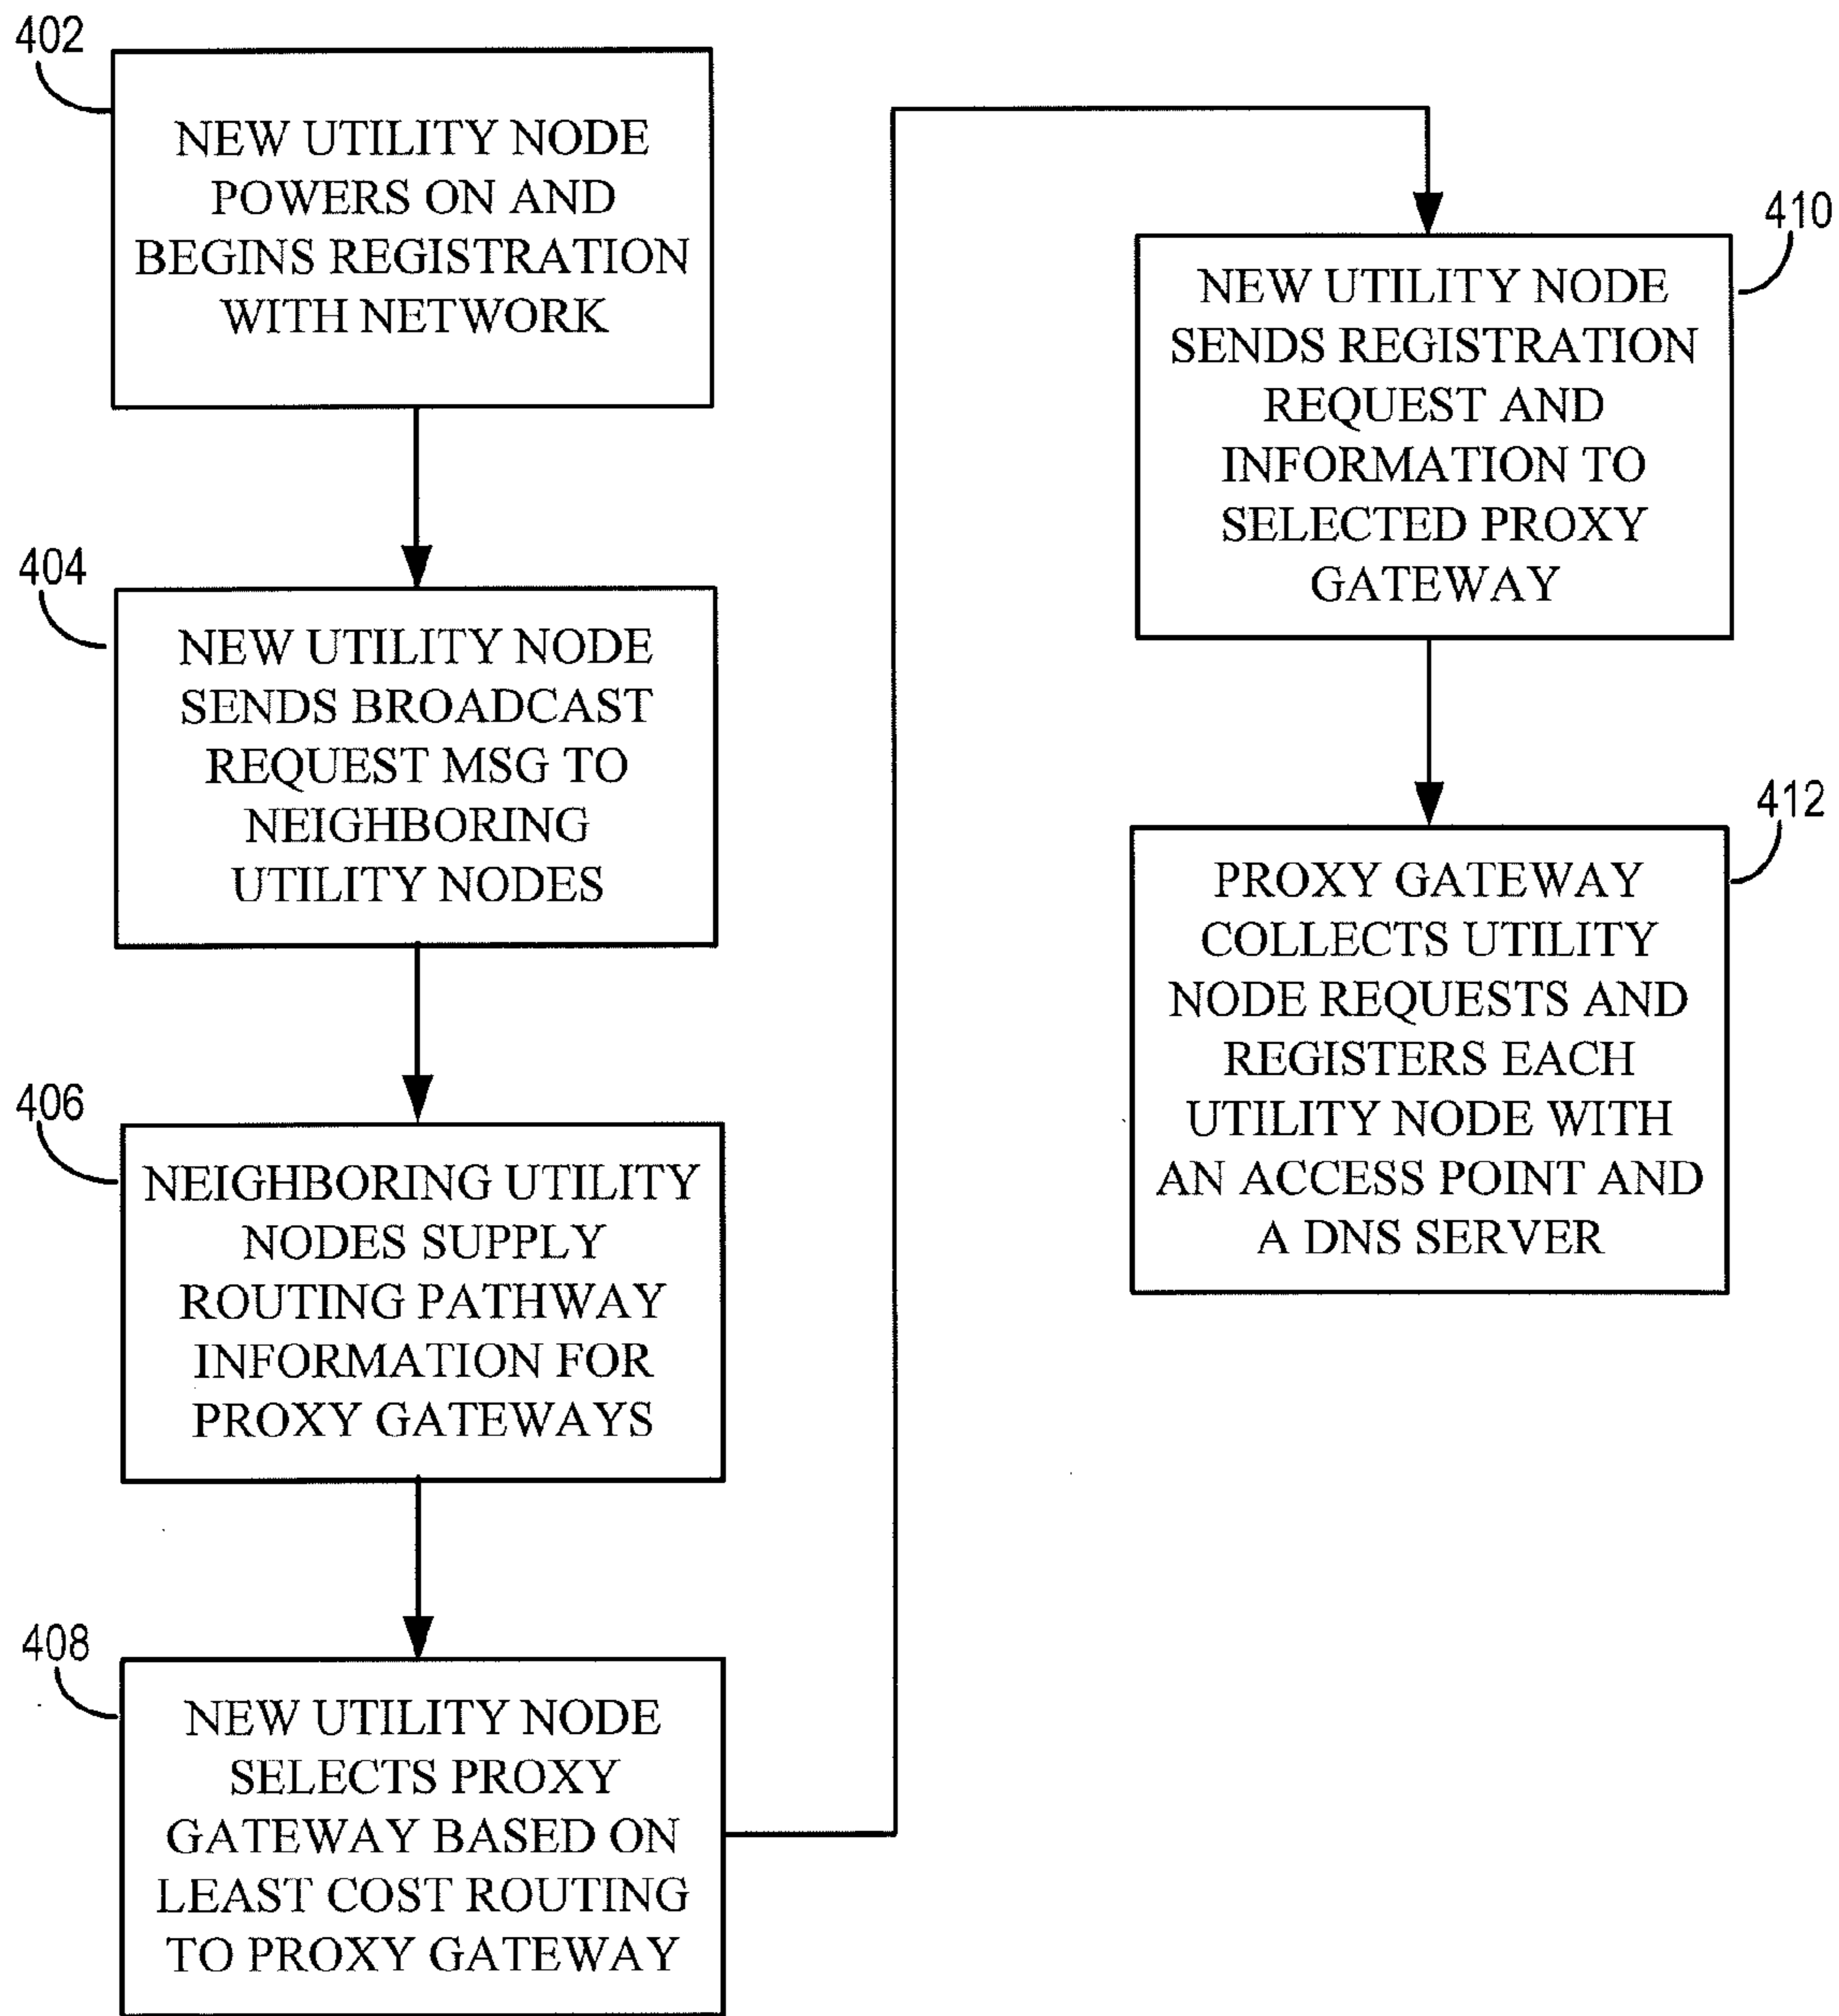 402
NEW UTILITY NODE
POWERS ON AND
BEGINS REGISTRATION
WITH NETWORK
404
NEW UTILITY NODE
SENDS BROADCAST
REQUEST MSG TO
NEIGHBORING
UTILITY NODES
406
NEIGHBORING UTILITY
NODES SUPPLY
ROUTING PATHWAY
INFORMATION FOR
PROXY GATEWAYS
408
NEW UTILITY NODE
SELECTS PROXY
GATEWAY BASED ON
LEAST COST ROUTING
TO PROXY GATEWAY
410
NEW UTILITY NODE
SENDS REGISTRATION
REQUEST AND
INFORMATION TO
SELECTED PROXY
GATEWAY
412
PROXY GATEWAY
COLLECTS UTILITY
NODE REQUESTS AND
REGISTERS EACH
UTILITY NODE WITH
AN ACCESS POINT AND
A DNS SERVER